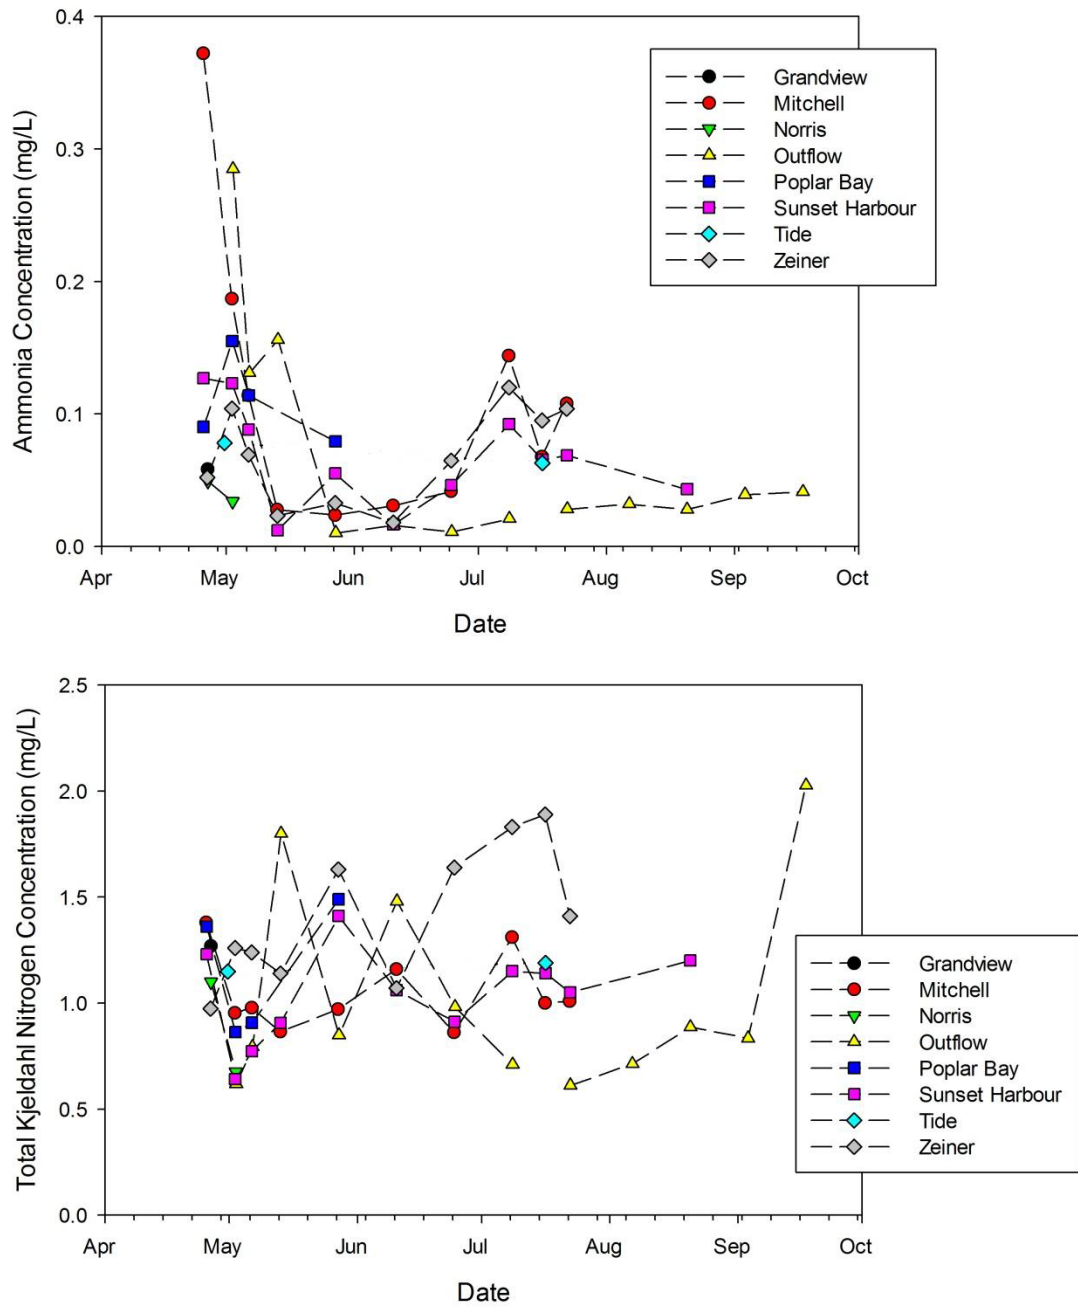 0.4
0.3
0.2
0.1
0.0
Ammonia Concentration (mg/L)
Grandview
Mitchell
Norris
Outflow
Poplar Bay
Sunset Harbour
Tide
Zeiner
Apr May Jun Jul Aug Sep Oct
Date
2.5
2.0
1.5
1.0
0.5
0.0
Total Kjeldahl Nitrogen Concentration (mg/L)
Grandview
Mitchell
Norris
Outflow
Poplar Bay
Sunset Harbour
Tide
Zeiner
Apr May Jun Jul Aug Sep Oct
Date